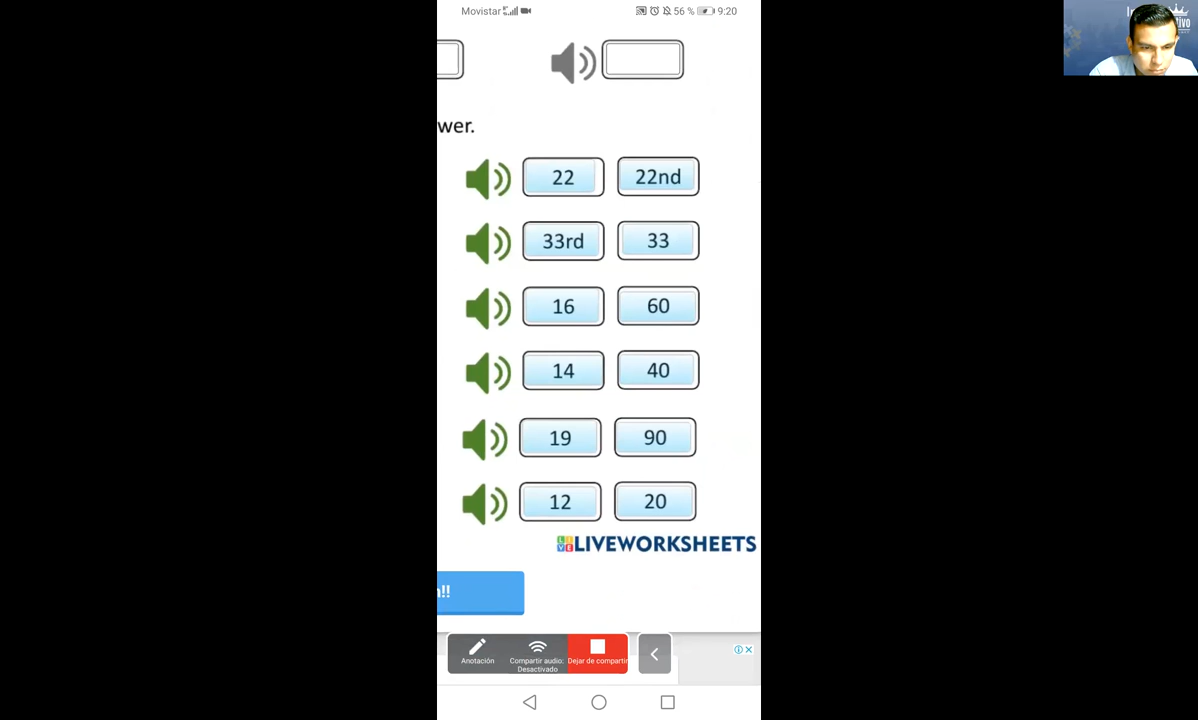 Movistar 56 % 9:20
wer.
22 22nd
33rd 33
16 60
14 40
19 90
12 20
LIVEWORKSHEETS
!!
Anotación Compartir audio: Desactivado Dejar de compartir